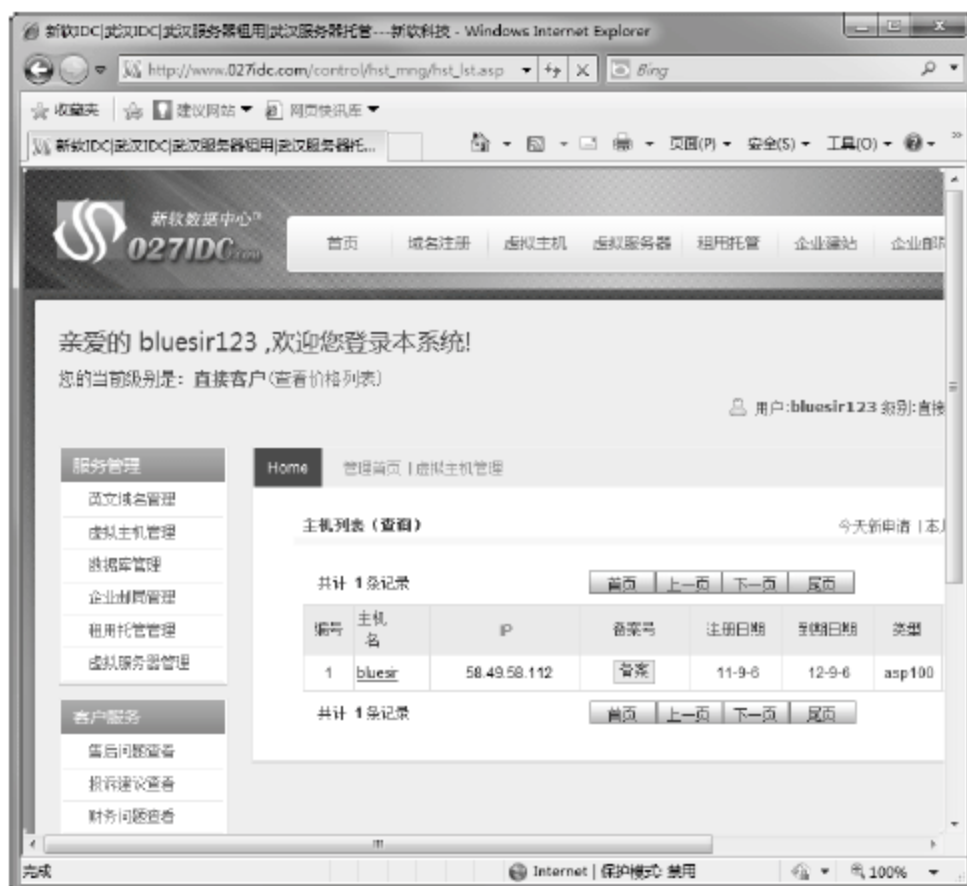 新软IDC|武汉IDC|武汉服务器租用|武汉服务器托管---新软科技 - Windows Internet Explorer
http://www.027idc.com/control/hst_mng/hst_lst.asp Bing
收藏夹 建议网站 网页快讯库
新软IDC|武汉IDC|武汉服务器租用|武汉服务器托... 页面(P) 安全(S) 工具(O)
新软数据中心™
027IDC.com
首页 域名注册 虚拟主机 虚拟服务器 租用托管 企业建站 企业邮局
亲爱的 bluesir123 ,欢迎您登录本系统!
您的当前级别是：直接客户(查看价格列表)
用户:bluesir123 级别:直接
服务管理
英文域名管理
虚拟主机管理
数据库管理
企业邮局管理
租用托管管理
虚拟服务器管理
客户服务
售后问题查看
投诉建议查看
财务问题查看
Home 管理首页 | 虚拟主机管理
主机列表（查询） 今天新申请 | 本
共计 1 条记录 首页 上一页 下一页 尾页
编号 主机名 IP 备案号 注册日期 到期日期 类型
1 bluesir 58.49.58.112 备案 11-9-6 12-9-6 asp100
共计 1 条记录 首页 上一页 下一页 尾页
完成 Internet | 保护模式: 禁用 100%